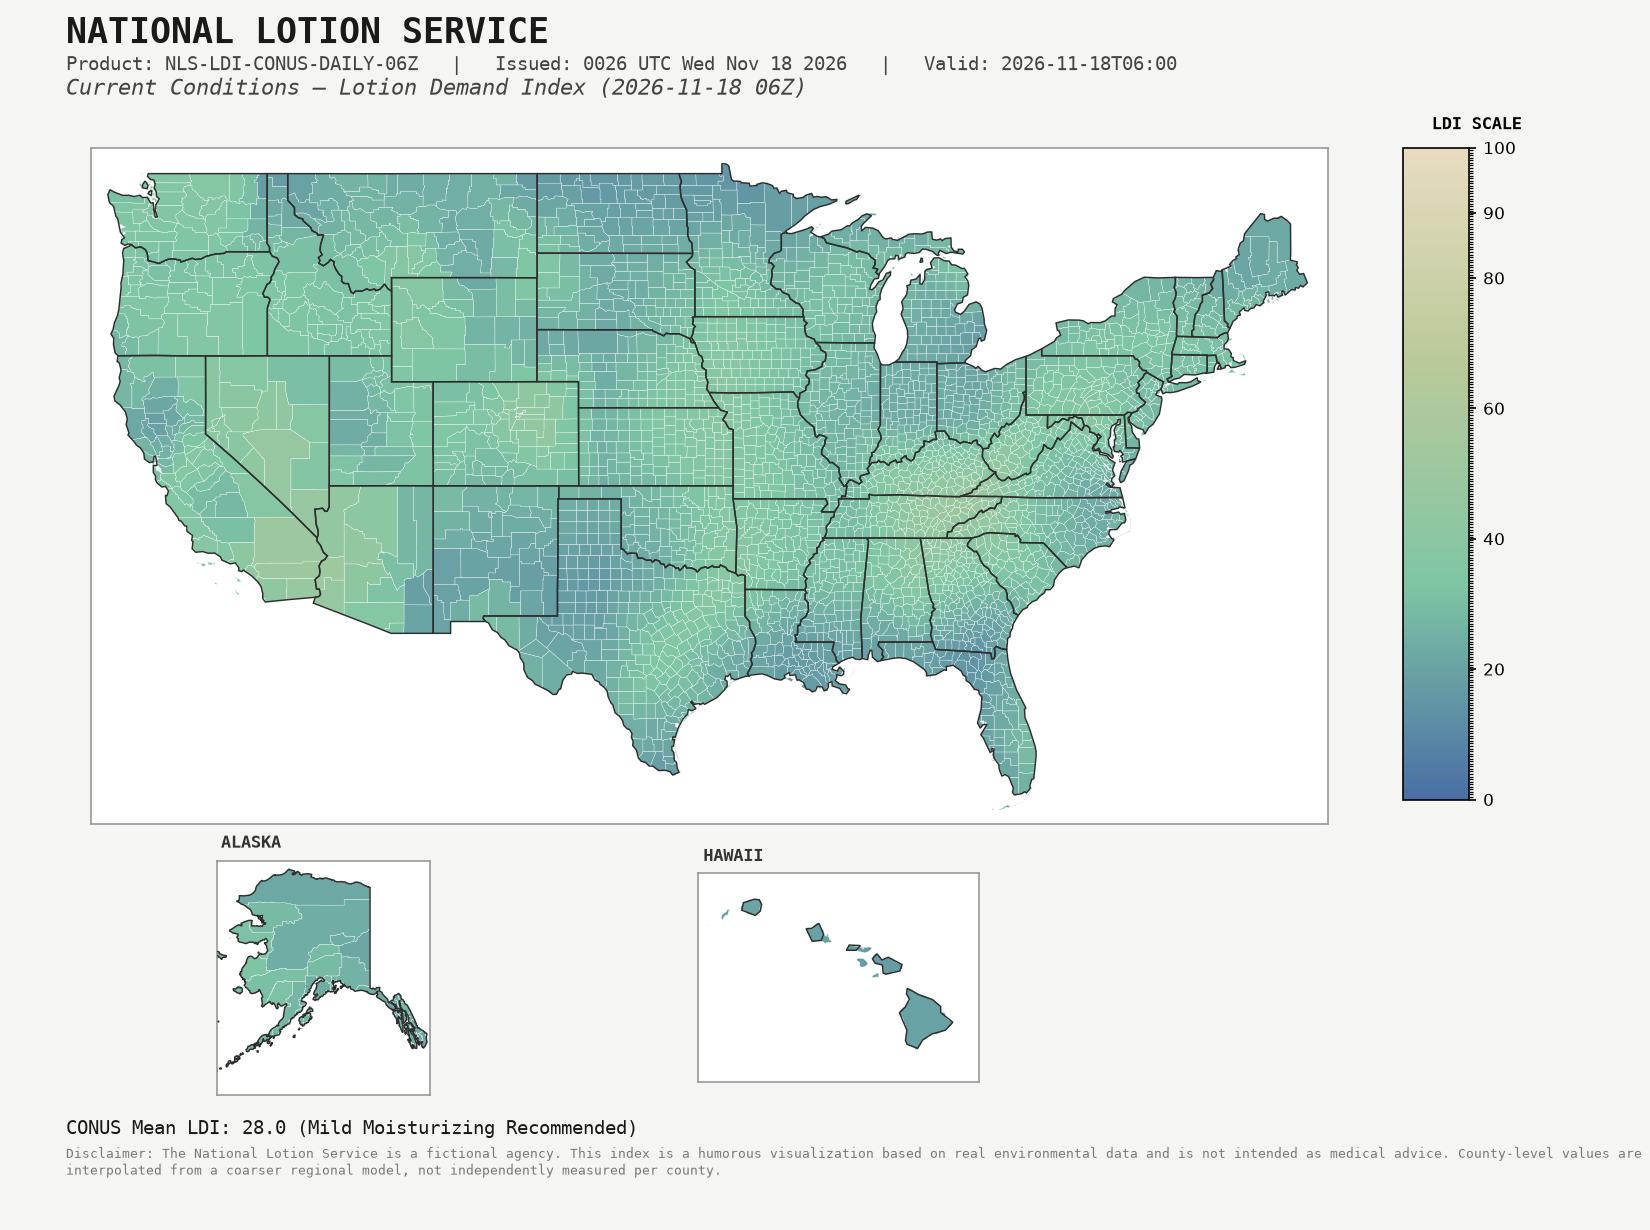 NATIONAL LOTION SERVICE
Product: NLS-LDI-CONUS-DAILY-06Z | Issued: 0026 UTC Wed Nov 18 2026 | Valid: 2026-11-18T06:00
Current Conditions — Lotion Demand Index (2026-11-18 06Z)
LDI SCALE
100
90
80
60
40
20
0
ALASKA
HAWAII
CONUS Mean LDI: 28.0 (Mild Moisturizing Recommended)
Disclaimer: The National Lotion Service is a fictional agency. This index is a humorous visualization based on real environmental data and is not intended as medical advice. County-level values are
interpolated from a coarser regional model, not independently measured per county.